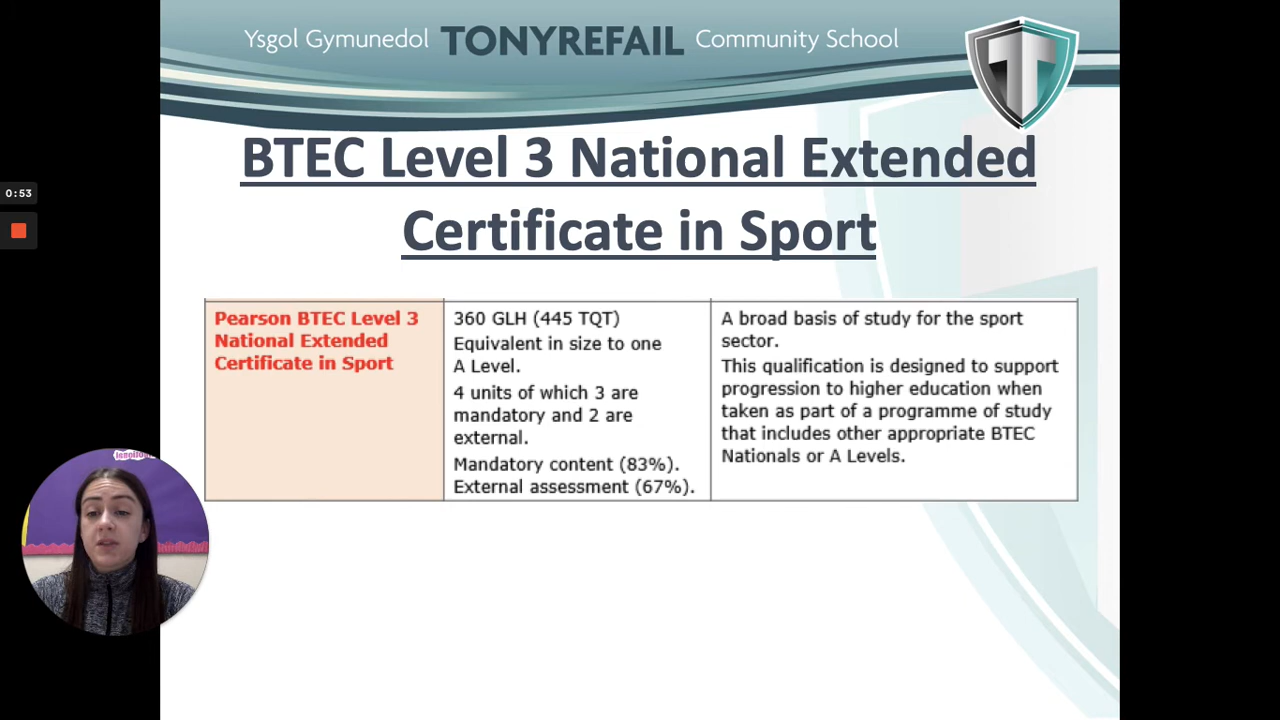 Ysgol Gymunedol TONYREFAIL Community School
T
BTEC Level 3 National Extended
Certificate in Sport
0:53
Pearson BTEC Level 3
National Extended
Certificate in Sport
360 GLH (445 TQT)
Equivalent in size to one
A Level.
4 units of which 3 are
mandatory and 2 are
external.
Mandatory content (83%).
External assessment (67%).
A broad basis of study for the sport
sector.
This qualification is designed to support
progression to higher education when
taken as part of a programme of study
that includes other appropriate BTEC
Nationals or A Levels.